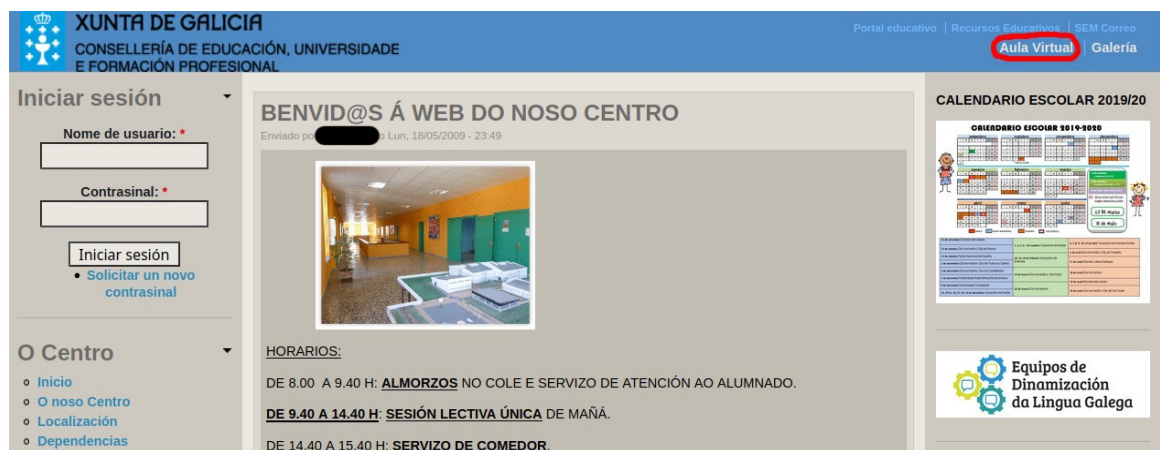 XUNTA DE GALICIA
CONSELLERÍA DE EDUCACIÓN, UNIVERSIDADE
E FORMACIÓN PROFESIONAL
Portal educativo | Recursos Educativos | SEM Correo
Aula Virtual | Galería
Iniciar sesión
Nome de usuario: *
Contrasinal: *
Iniciar sesión
Solicitar un novo
contrasinal
O Centro
Inicio
O noso Centro
Localización
Dependencias
BENVID@S Á WEB DO NOSO CENTRO
Enviado po o Lun, 18/05/2009 - 23:49
HORARIOS:
DE 8.00 A 9.40 H: ALMORZOS NO COLE E SERVIZO DE ATENCIÓN AO ALUMNADO.
DE 9.40 A 14.40 H: SESIÓN LECTIVA ÚNICA DE MAÑÁ.
DE 14.40 A 15.40 H: SERVIZO DE COMEDOR.
CALENDARIO ESCOLAR 2019/20
CALENDARIO ESCOLAR 2019-2020
Equipos de
Dinamización
da Lingua Galega